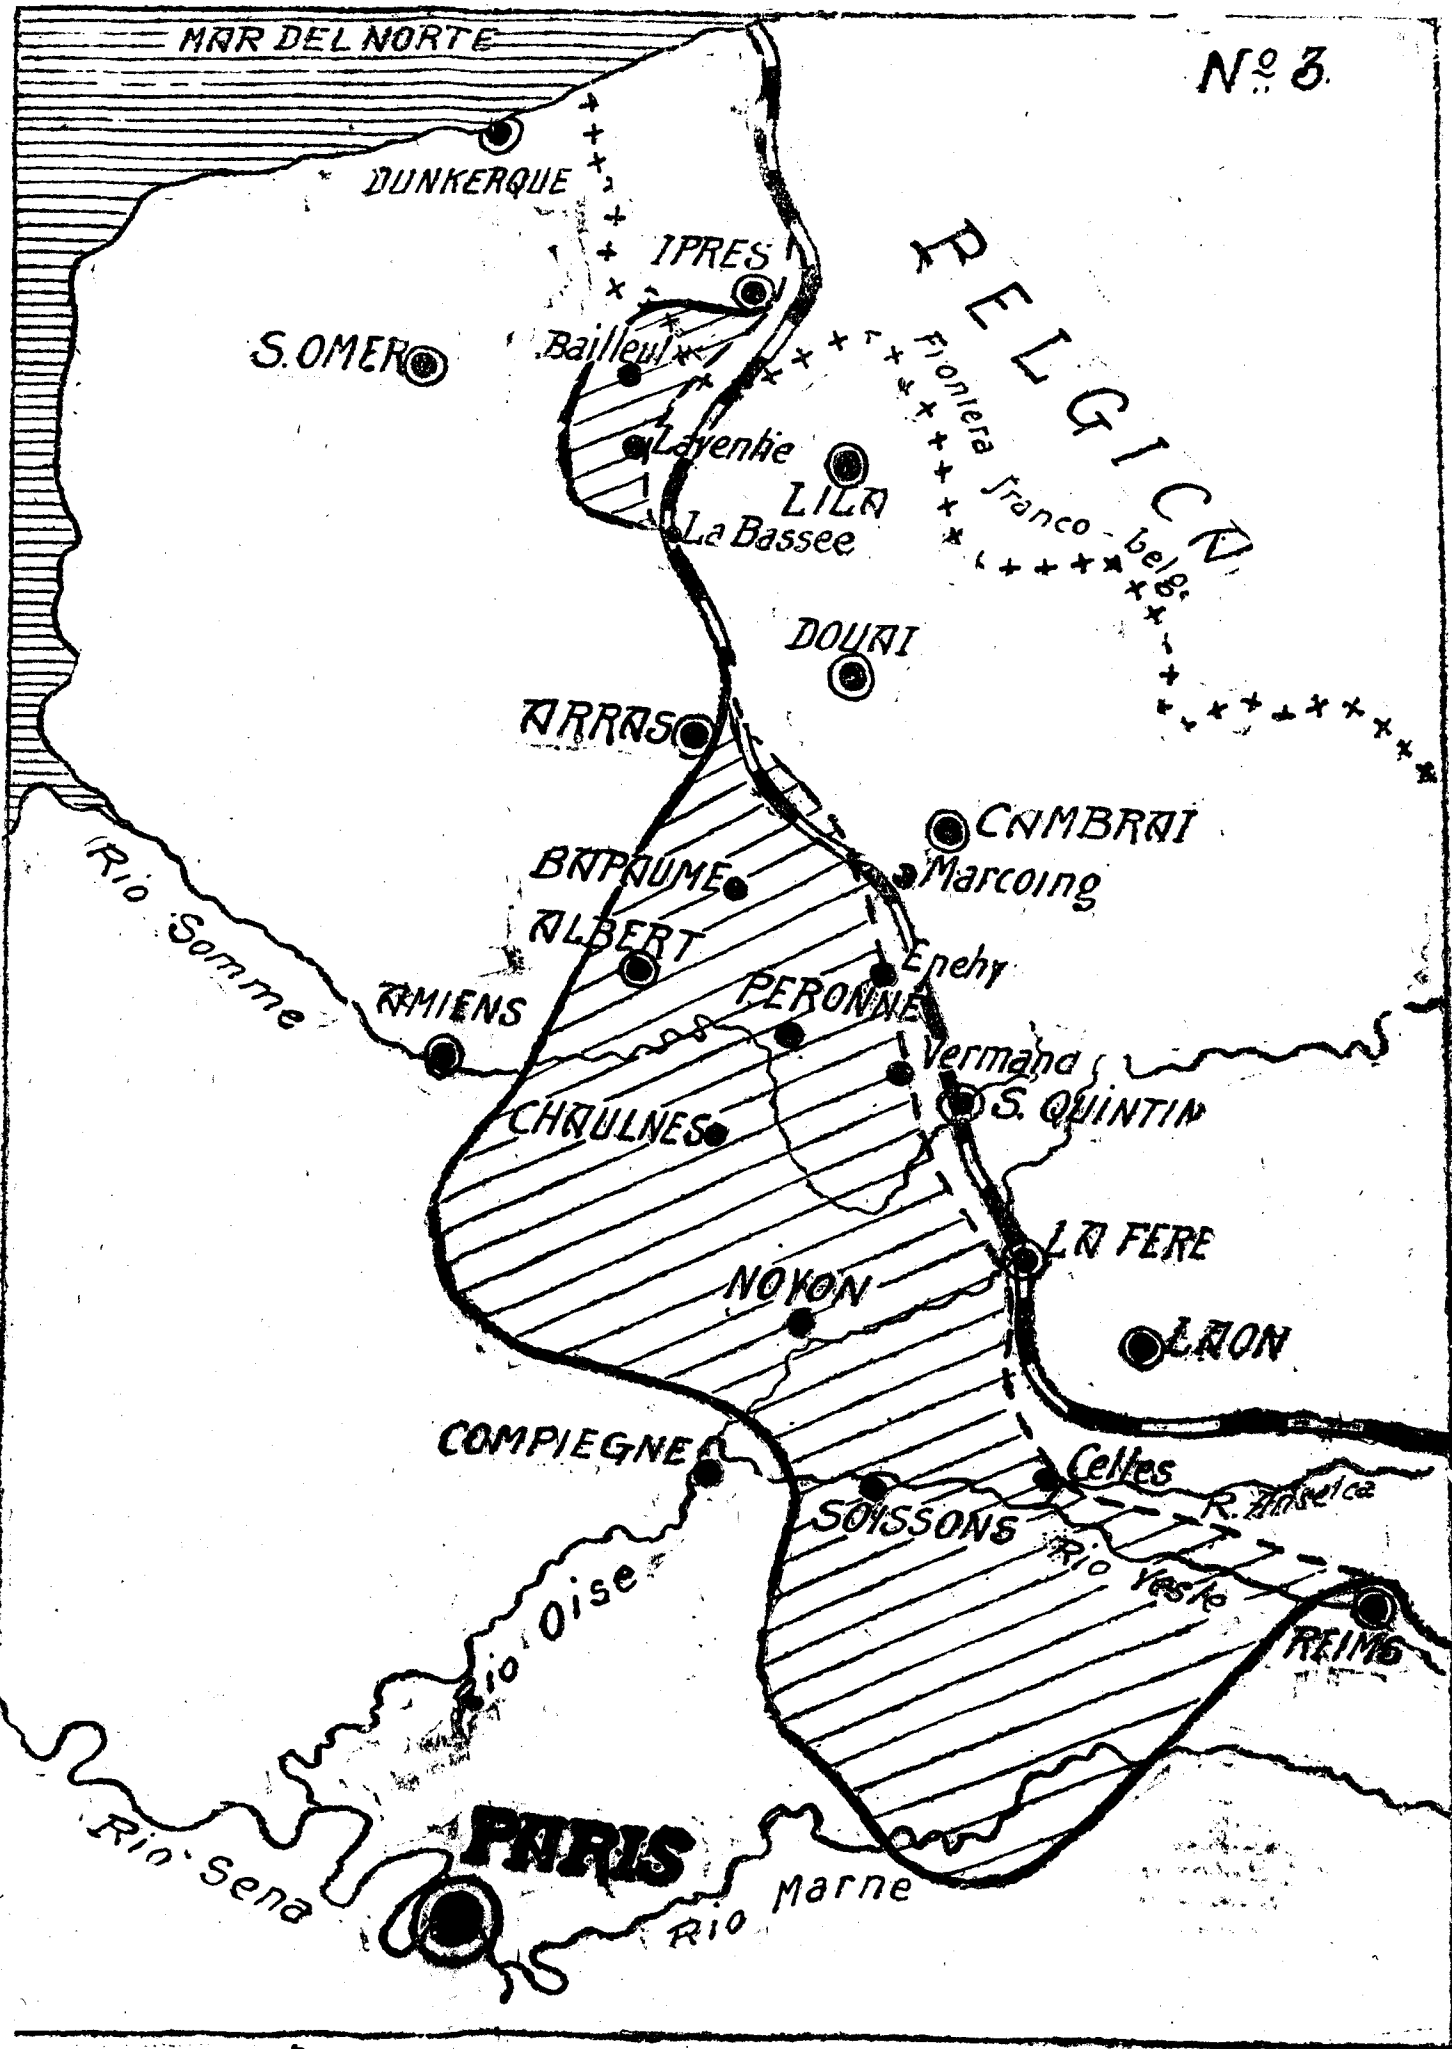 MAR DEL NORTE
Nº 3.
DUNKERQUE
IPRES
BELGICA
S. OMER
Bailleul
Frontera franco-belga
Laventie
LILA
La Bassee
DOUAI
ARRAS
CAMBRAI
Marcoing
BAPAUME
Rio Somme
ALBERT
Epehy
AMIENS
PERONNE
Vermand
S. QUINTIN
CHAULNES
LA FERE
NOYON
LAON
COMPIEGNE
Celles
SOISSONS
Rio Oise
Rio Vesle
REIMS
PARIS
Rio Sena
Rio Marne